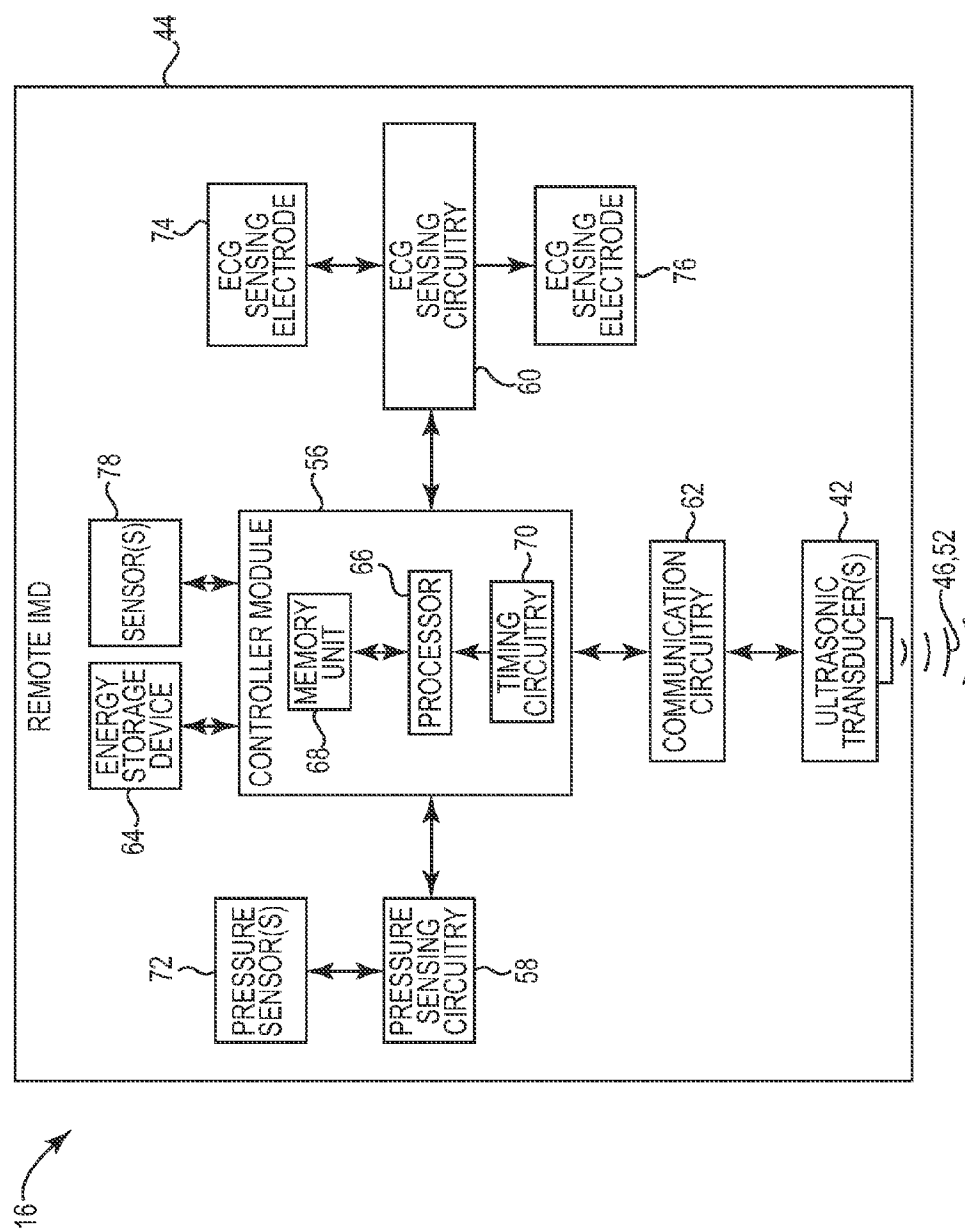 16
44
REMOTE IMD
64
ENERGY
STORAGE
DEVICE
78
SENSOR(S)
72
PRESSURE
SENSOR(S)
PRESSURE
SENSING
CIRCUITRY
58
56
CONTROLLER MODULE
68
MEMORY
UNIT
66
PROCESSOR
70
TIMING
CIRCUITRY
74
ECG
SENSING
ELECTRODE
ECG
SENSING
CIRCUITRY
60
ECG
SENSING
ELECTRODE
76
62
COMMUNICATION
CIRCUITRY
42
ULTRASONIC
TRANSDUCER(S)
46,52